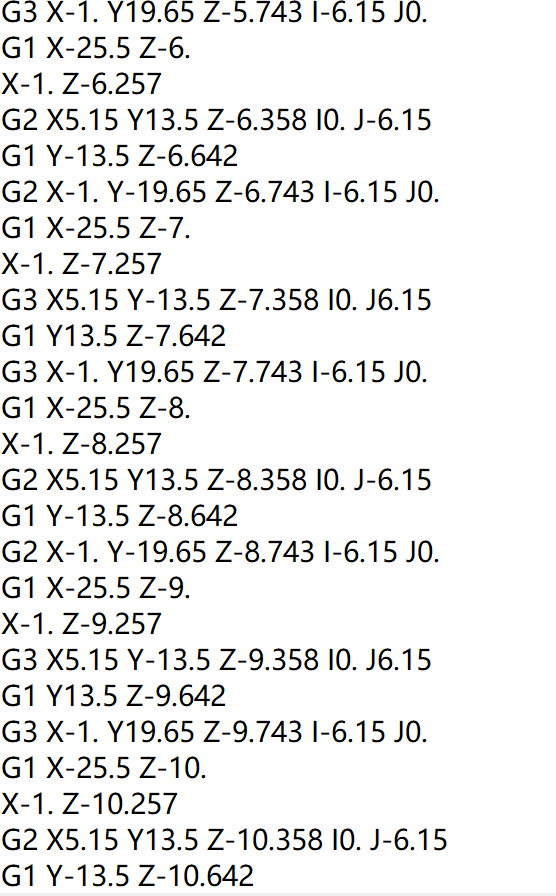 G3 X-1. Y19.65 Z-5.743 I-6.15 J0.
G1 X-25.5 Z-6.
X-1. Z-6.257
G2 X5.15 Y13.5 Z-6.358 I0. J-6.15
G1 Y-13.5 Z-6.642
G2 X-1. Y-19.65 Z-6.743 I-6.15 J0.
G1 X-25.5 Z-7.
X-1. Z-7.257
G3 X5.15 Y-13.5 Z-7.358 I0. J6.15
G1 Y13.5 Z-7.642
G3 X-1. Y19.65 Z-7.743 I-6.15 J0.
G1 X-25.5 Z-8.
X-1. Z-8.257
G2 X5.15 Y13.5 Z-8.358 I0. J-6.15
G1 Y-13.5 Z-8.642
G2 X-1. Y-19.65 Z-8.743 I-6.15 J0.
G1 X-25.5 Z-9.
X-1. Z-9.257
G3 X5.15 Y-13.5 Z-9.358 I0. J6.15
G1 Y13.5 Z-9.642
G3 X-1. Y19.65 Z-9.743 I-6.15 J0.
G1 X-25.5 Z-10.
X-1. Z-10.257
G2 X5.15 Y13.5 Z-10.358 I0. J-6.15
G1 Y-13.5 Z-10.642